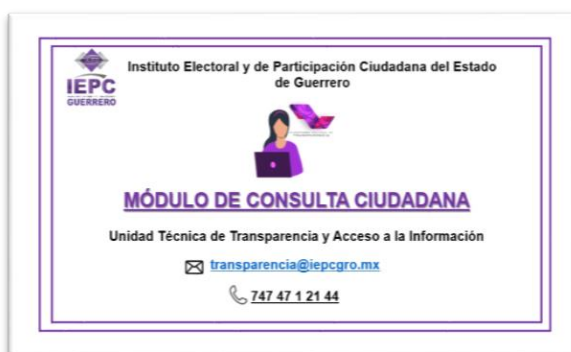 IEPC
GUERRERO
Instituto Electoral y de Participación Ciudadana del Estado
de Guerrero
MÓDULO DE CONSULTA CIUDADANA
Unidad Técnica de Transparencia y Acceso a la Información
transparencia@iepcgro.mx
747 47 1 21 44